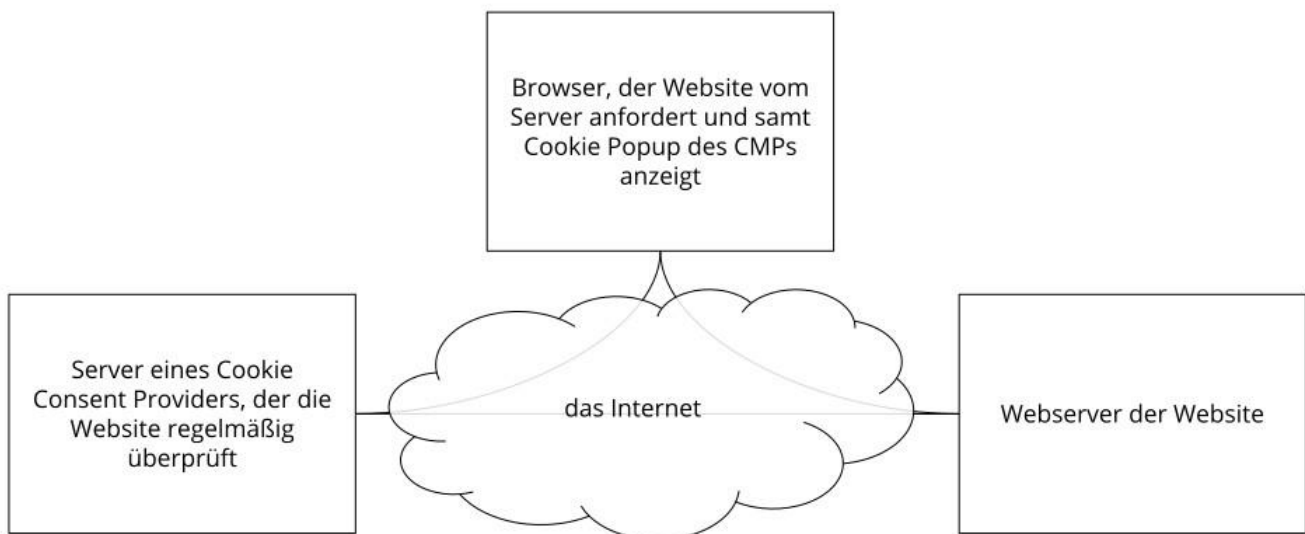 Browser, der Website vom
Server anfordert und samt
Cookie Popup des CMPs
anzeigt
Server eines Cookie
Consent Providers, der die
Website regelmäßig
überprüft
das Internet
Webserver der Website